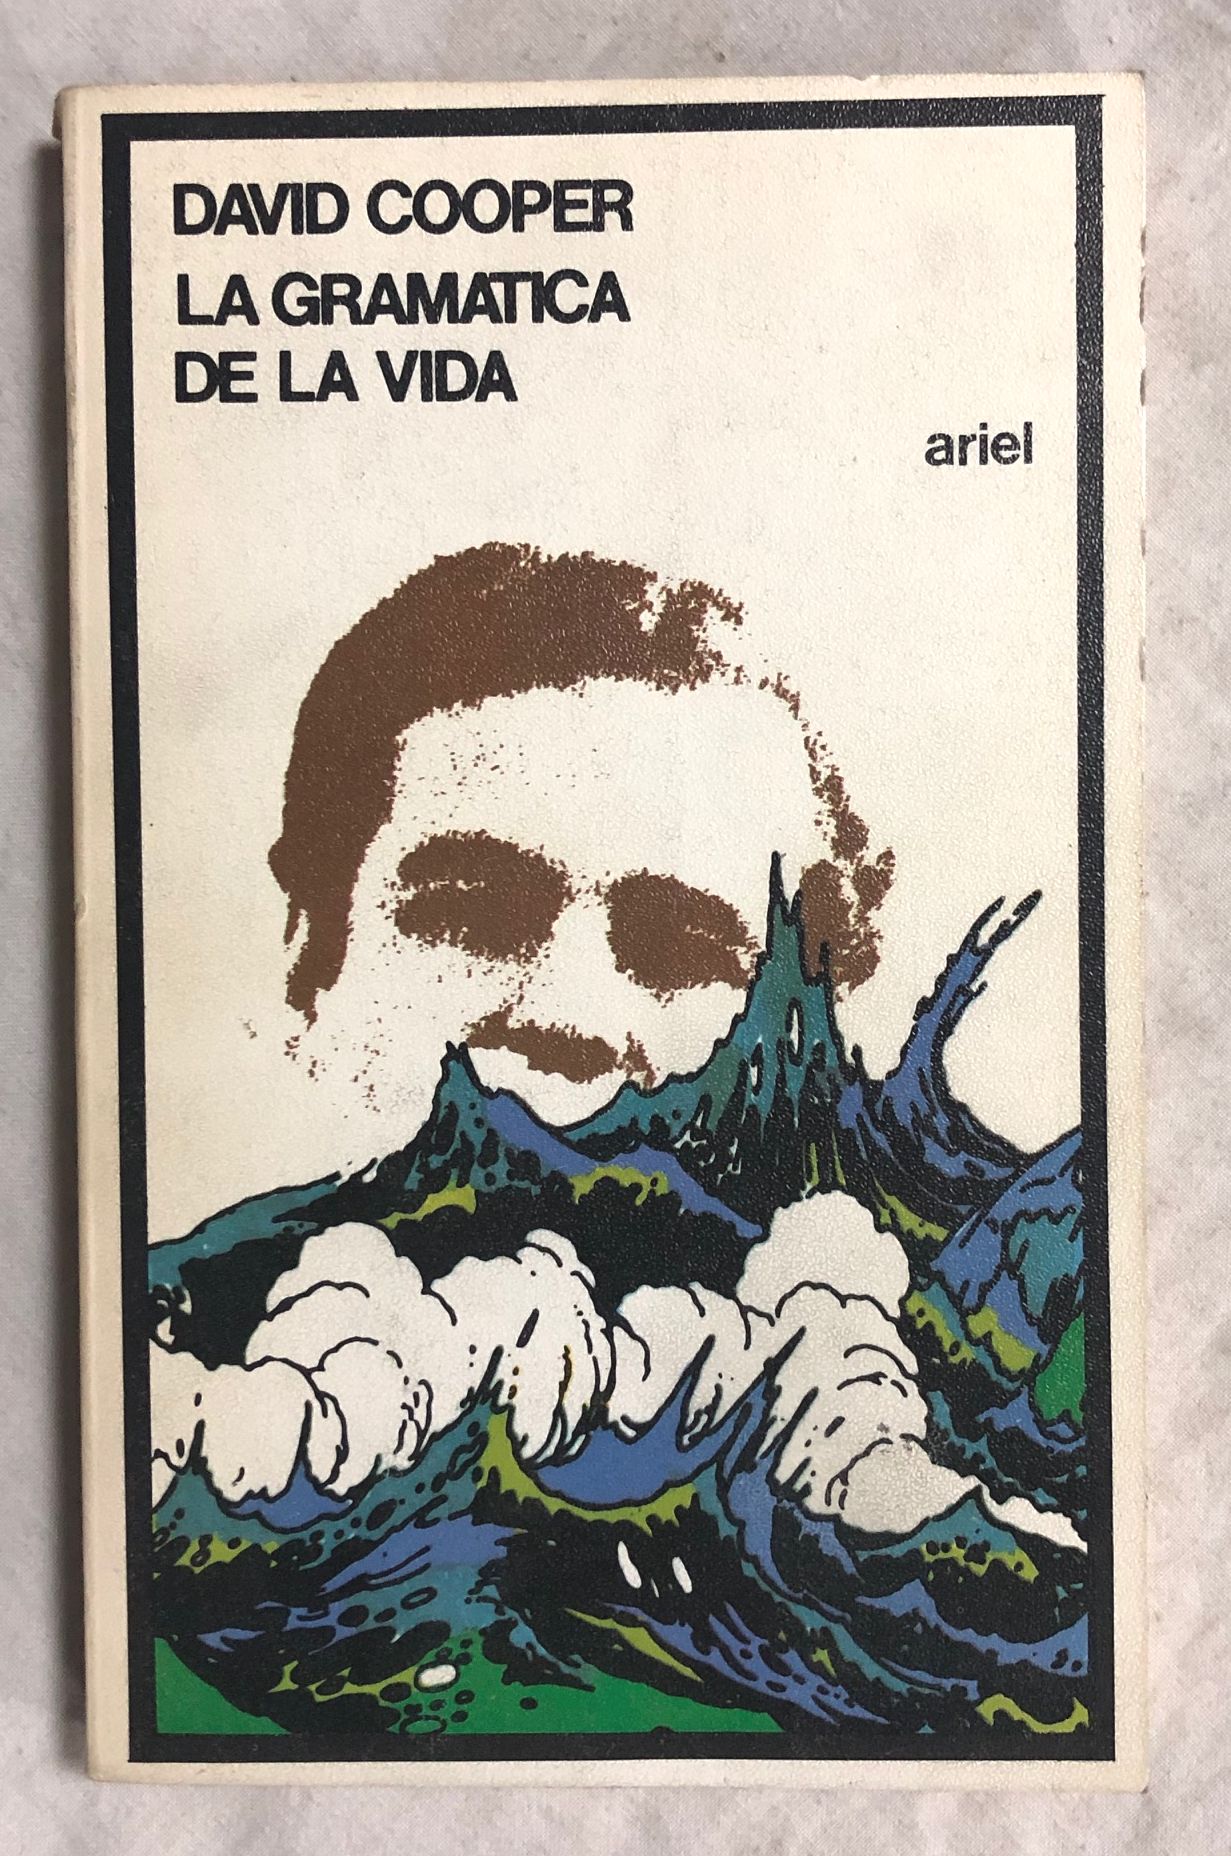 DAVID COOPER
LA GRAMATICA
DE LA VIDA
ariel